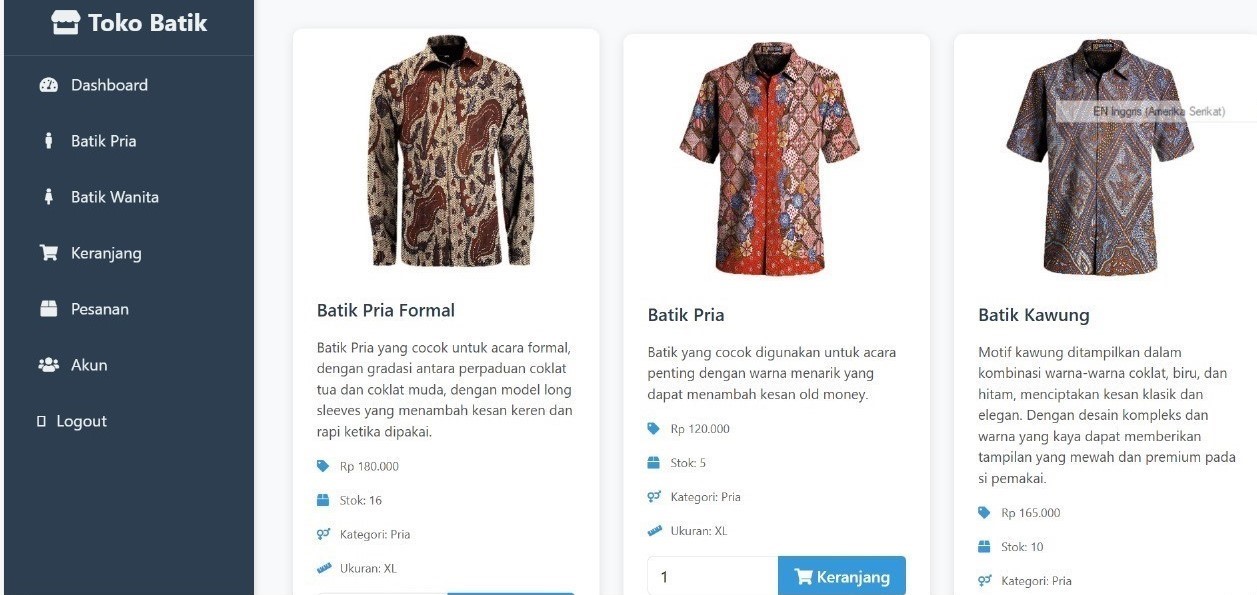 Toko Batik
Dashboard
Batik Pria
Batik Wanita
Keranjang
Pesanan
Akun
Logout
Batik Pria Formal
Batik Pria yang cocok untuk acara formal,
dengan gradasi antara perpaduan coklat
tua dan coklat muda, dengan model long
sleeves yang menambah kesan keren dan
rapi ketika dipakai.
Rp 180.000
Stok: 16
Kategori: Pria
Ukuran: XL
Batik Pria
Batik yang cocok digunakan untuk acara
penting dengan warna menarik yang
dapat menambah kesan old money.
Rp 120.000
Stok: 5
Kategori: Pria
Ukuran: XL
1
Keranjang
EN Inggris (Amerika Serikat)
Batik Kawung
Motif kawung ditampilkan dalam
kombinasi warna-warna coklat, biru, dan
hitam, menciptakan kesan klasik dan
elegan. Dengan desain kompleks dan
warna yang kaya dapat memberikan
tampilan yang mewah dan premium pada
si pemakai.
Rp 165.000
Stok: 10
Kategori: Pria